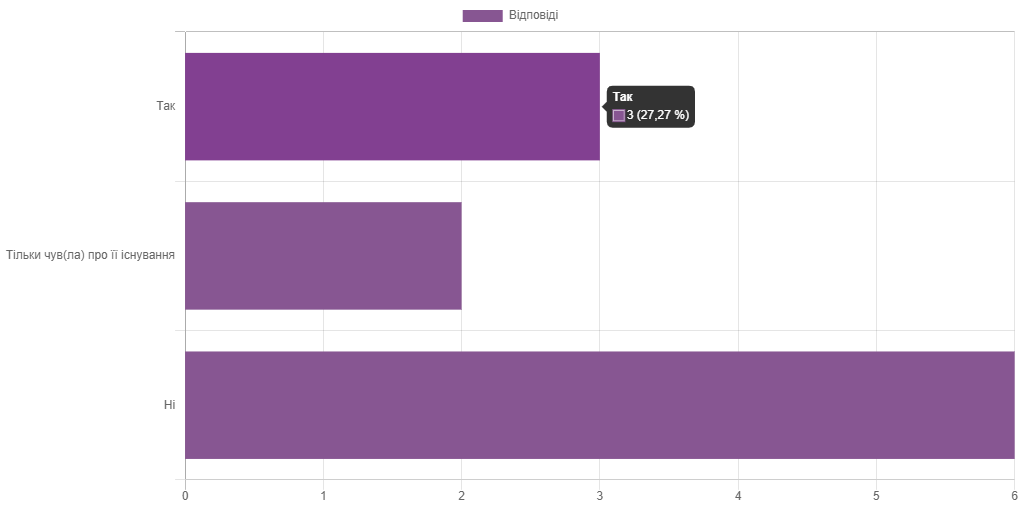 Відповіді
Так
Так
3 (27,27 %)
Тільки чув(ла) про її існування
Ні
0 1 2 3 4 5 6